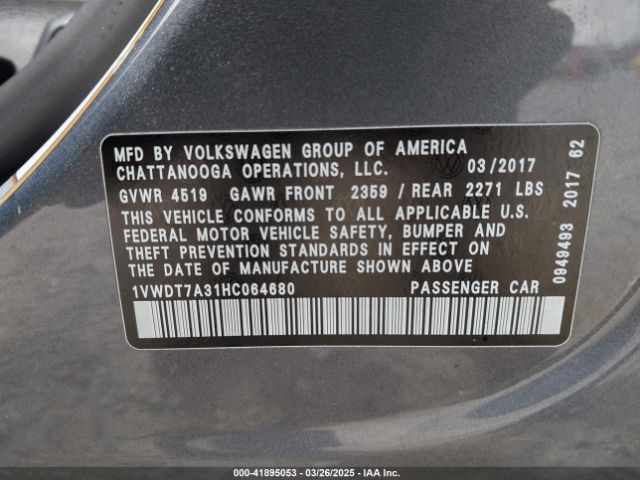 MFD BY VOLKSWAGEN GROUP OF AMERICA
CHATTANOOGA OPERATIONS, LLC. 03/2017
GVWR 4519 GAWR FRONT 2359 / REAR 2271 LBS
THIS VEHICLE CONFORMS TO ALL APPLICABLE U.S.
FEDERAL MOTOR VEHICLE SAFETY, BUMPER AND
THEFT PREVENTION STANDARDS IN EFFECT ON
THE DATE OF MANUFACTURE SHOWN ABOVE.
1VWDT7A31HC064680 PASSENGER CAR
0949493 2017 62
000-41895053 - 03/26/2025 - IAA Inc.